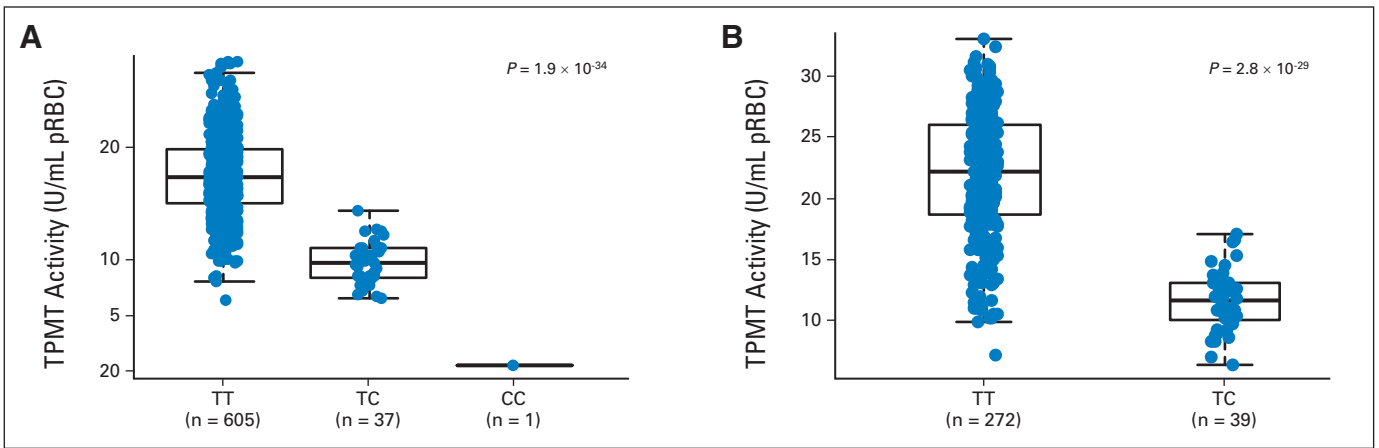 A
TPMT Activity (U/mL pRBC)
P = 1.9 × 10-34
20
10
5
20
TT
(n = 605)
TC
(n = 37)
CC
(n = 1)
B
TPMT Activity (U/mL pRBC)
P = 2.8 × 10-29
30
25
20
15
10
TT
(n = 272)
TC
(n = 39)